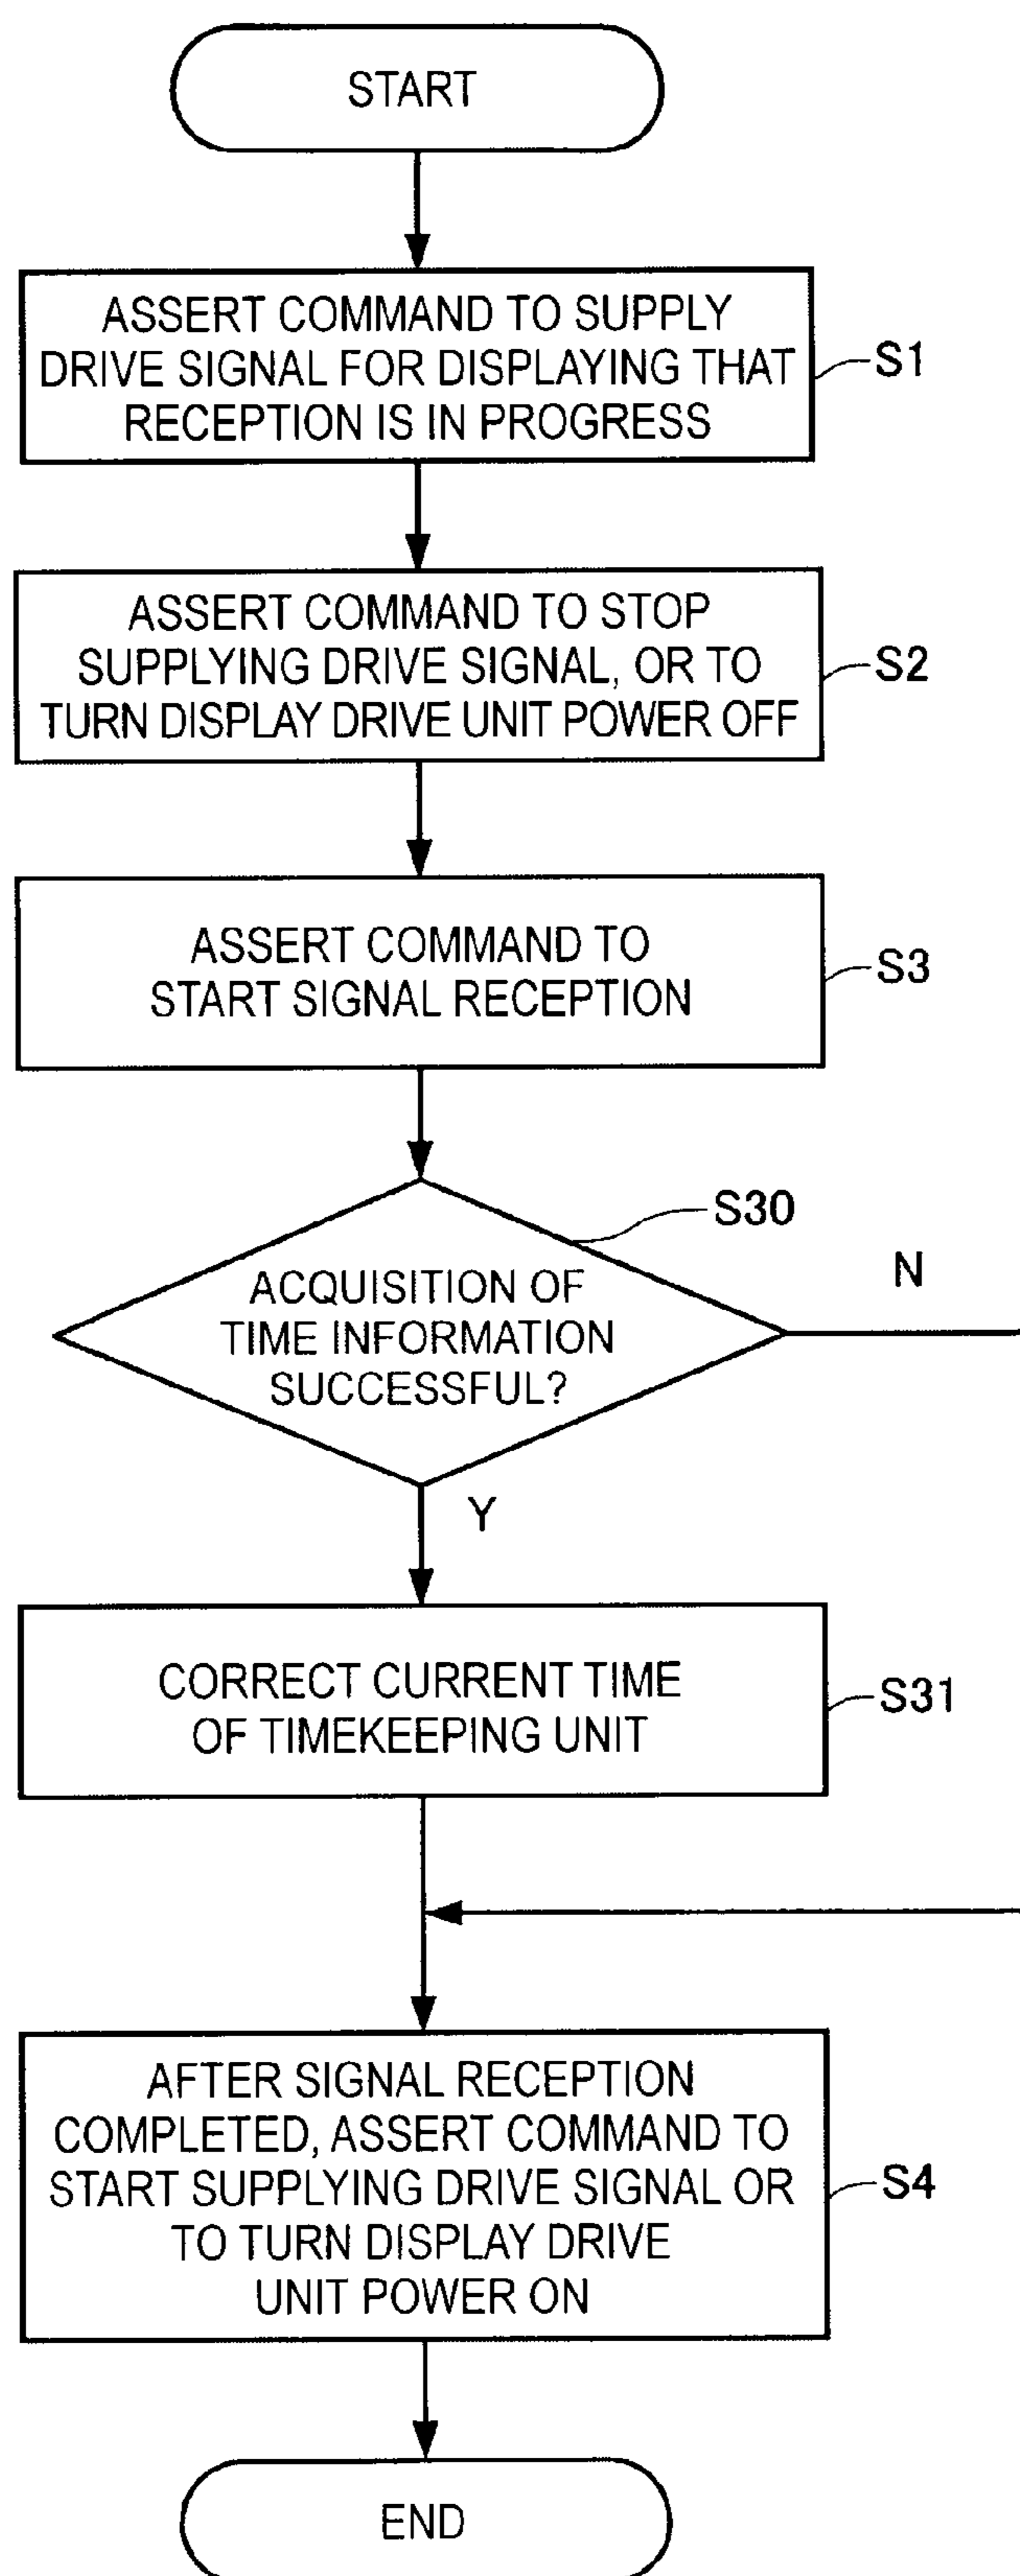 START
ASSERT COMMAND TO SUPPLY
DRIVE SIGNAL FOR DISPLAYING THAT
RECEPTION IS IN PROGRESS
S1
ASSERT COMMAND TO STOP
SUPPLYING DRIVE SIGNAL, OR TO
TURN DISPLAY DRIVE UNIT POWER OFF
S2
ASSERT COMMAND TO
START SIGNAL RECEPTION
S3
S30
ACQUISITION OF
TIME INFORMATION
SUCCESSFUL?
N
Y
CORRECT CURRENT TIME
OF TIMEKEEPING UNIT
S31
AFTER SIGNAL RECEPTION
COMPLETED, ASSERT COMMAND TO
START SUPPLYING DRIVE SIGNAL OR
TO TURN DISPLAY DRIVE
UNIT POWER ON
S4
END